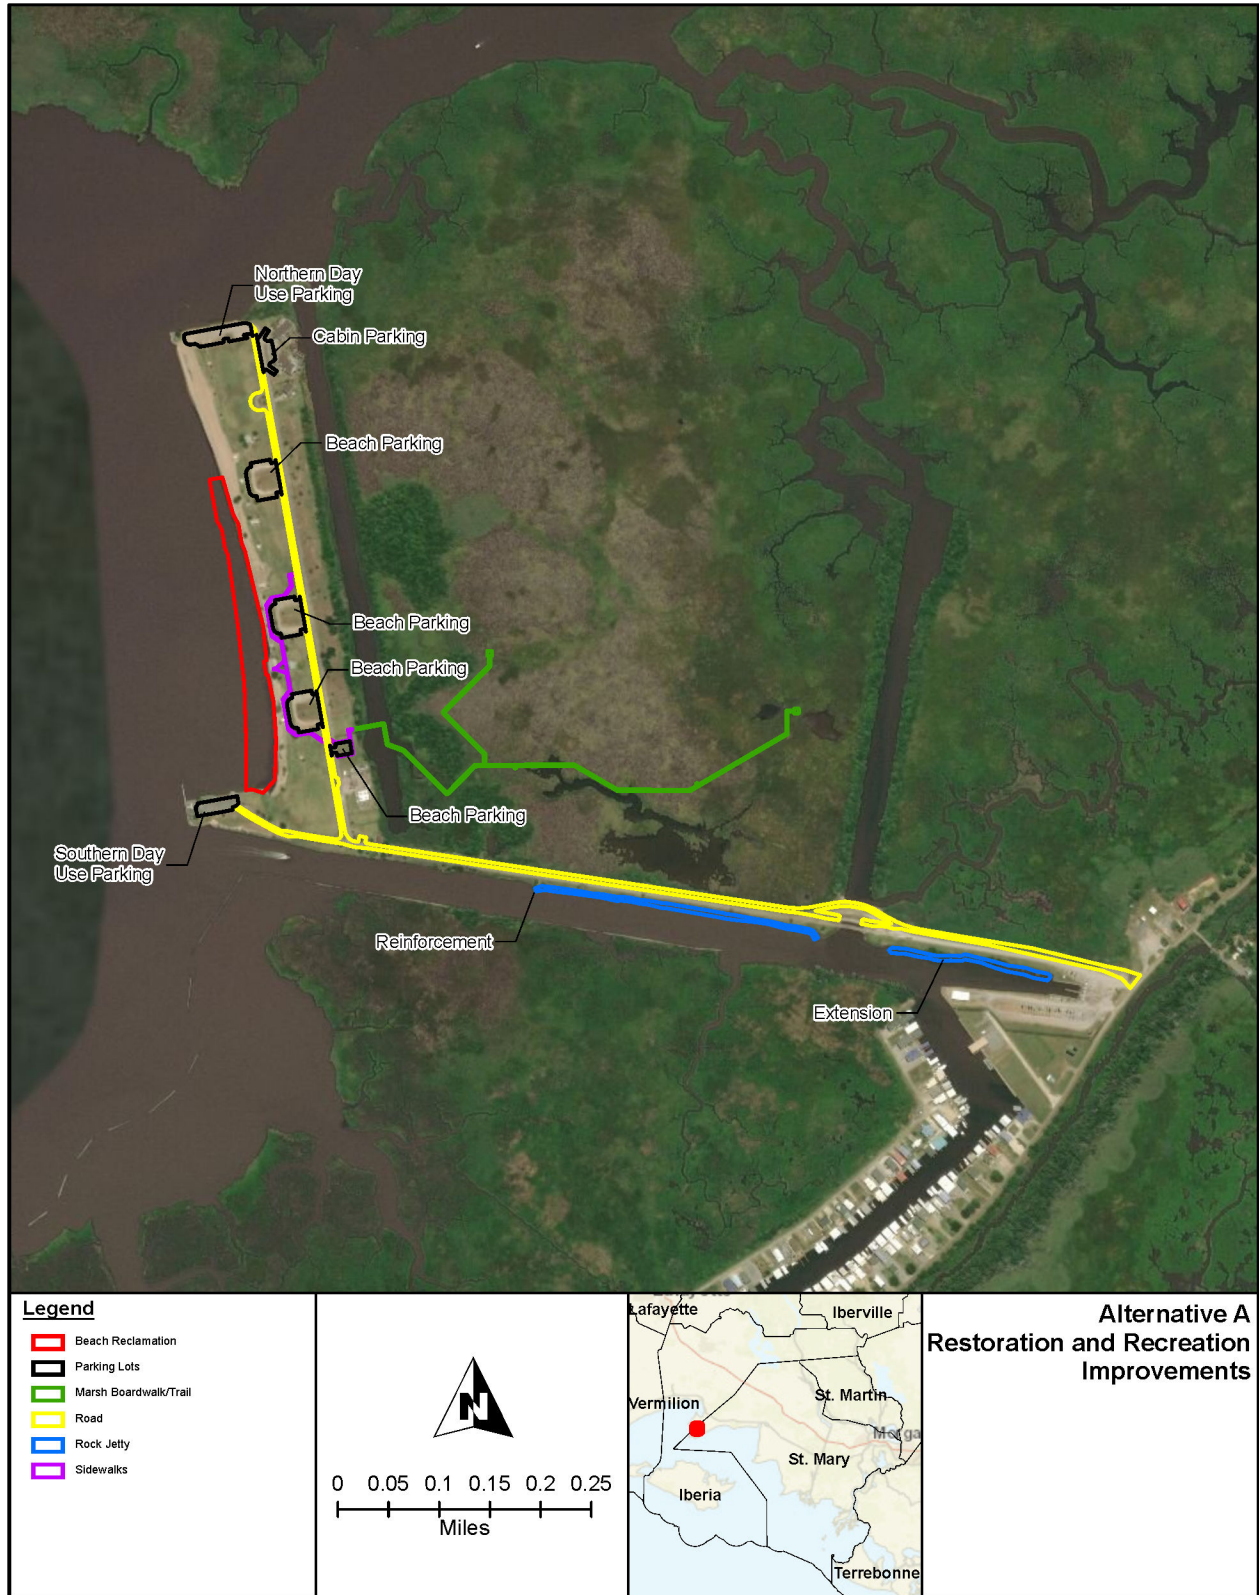 Northern Day
Use Parking
Cabin Parking
Beach Parking
Beach Parking
Beach Parking
Beach Parking
Southern Day
Use Parking
Reinforcement
Extension
Legend
Beach Reclamation
Parking Lots
Marsh Boardwalk/Trail
Road
Rock Jetty
Sidewalks
N
0 0.05 0.1 0.15 0.2 0.25
Miles
Lafayette
Iberville
St. Martin
Vermilion
St. Mary
Iberia
Terrebonne
Alternative A
Restoration and Recreation
Improvements